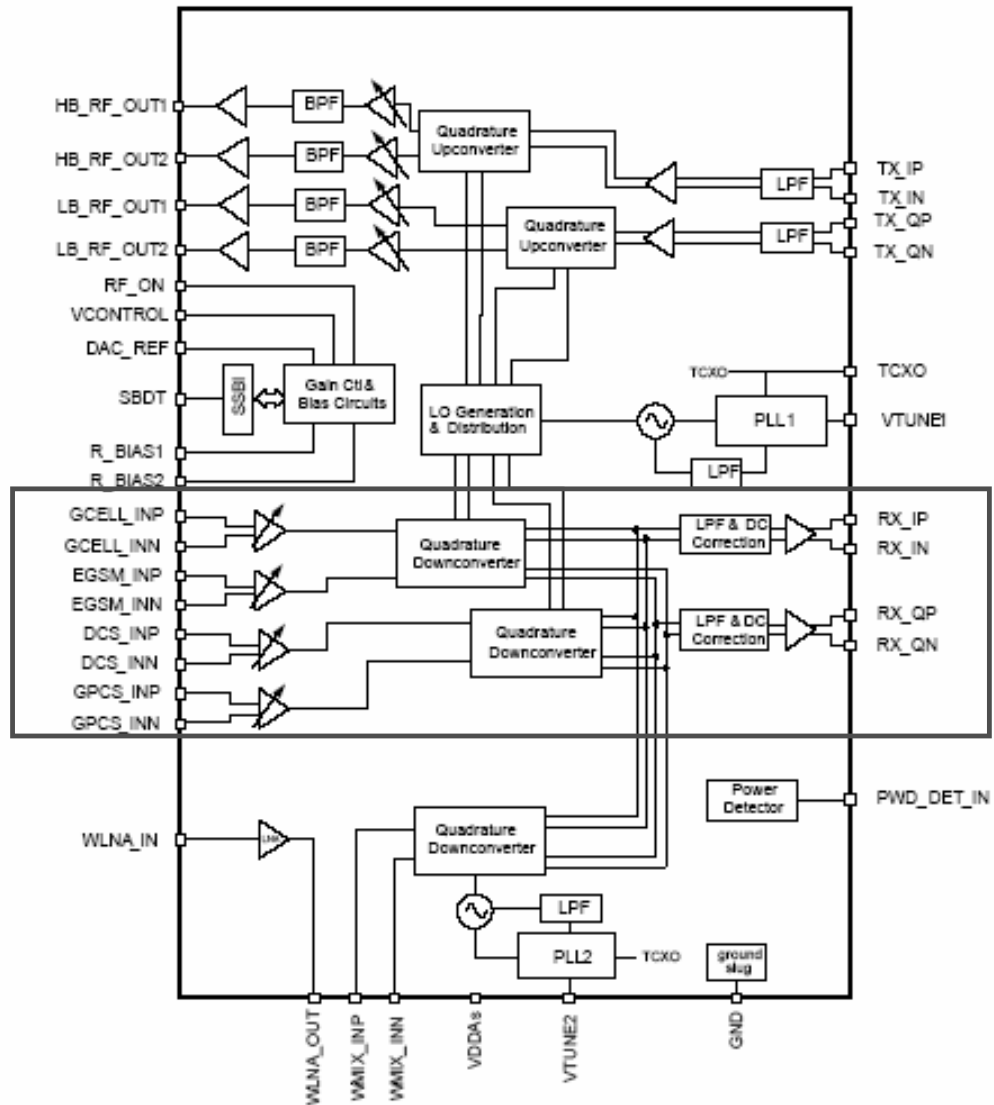 HB_RF_OUT1
BPF
Quadrature
Upconverter
HB_RF_OUT2
BPF
TX_IP
LPF
TX_IN
LB_RF_OUT1
BPF
Quadrature
Upconverter
TX_QP
LPF
TX_QN
LB_RF_OUT2
BPF
RF_ON
VCONTROL
DAC_REF
SBDT
SSBI
Gain Ctl &
Bias Circuits
LO Generation
& Distribution
TCXO
TCXO
PLL1
VTUNE1
LPF
R_BIAS1
R_BIAS2
GCELL_INP
GCELL_INN
Quadrature
Downconverter
LPF & DC
Correction
RX_IP
RX_IN
EGSM_INP
EGSM_INN
DCS_INP
DCS_INN
Quadrature
Downconverter
LPF & DC
Correction
RX_QP
RX_QN
GPCS_INP
GPCS_INN
Power
Detector
PWD_DET_IN
WLNA_IN
LNA
Quadrature
Downconverter
LPF
PLL2
TCXO
ground
slug
WLNA_OUT
WMIX_INP
WMIX_INN
VDDAs
VTUNE2
GND